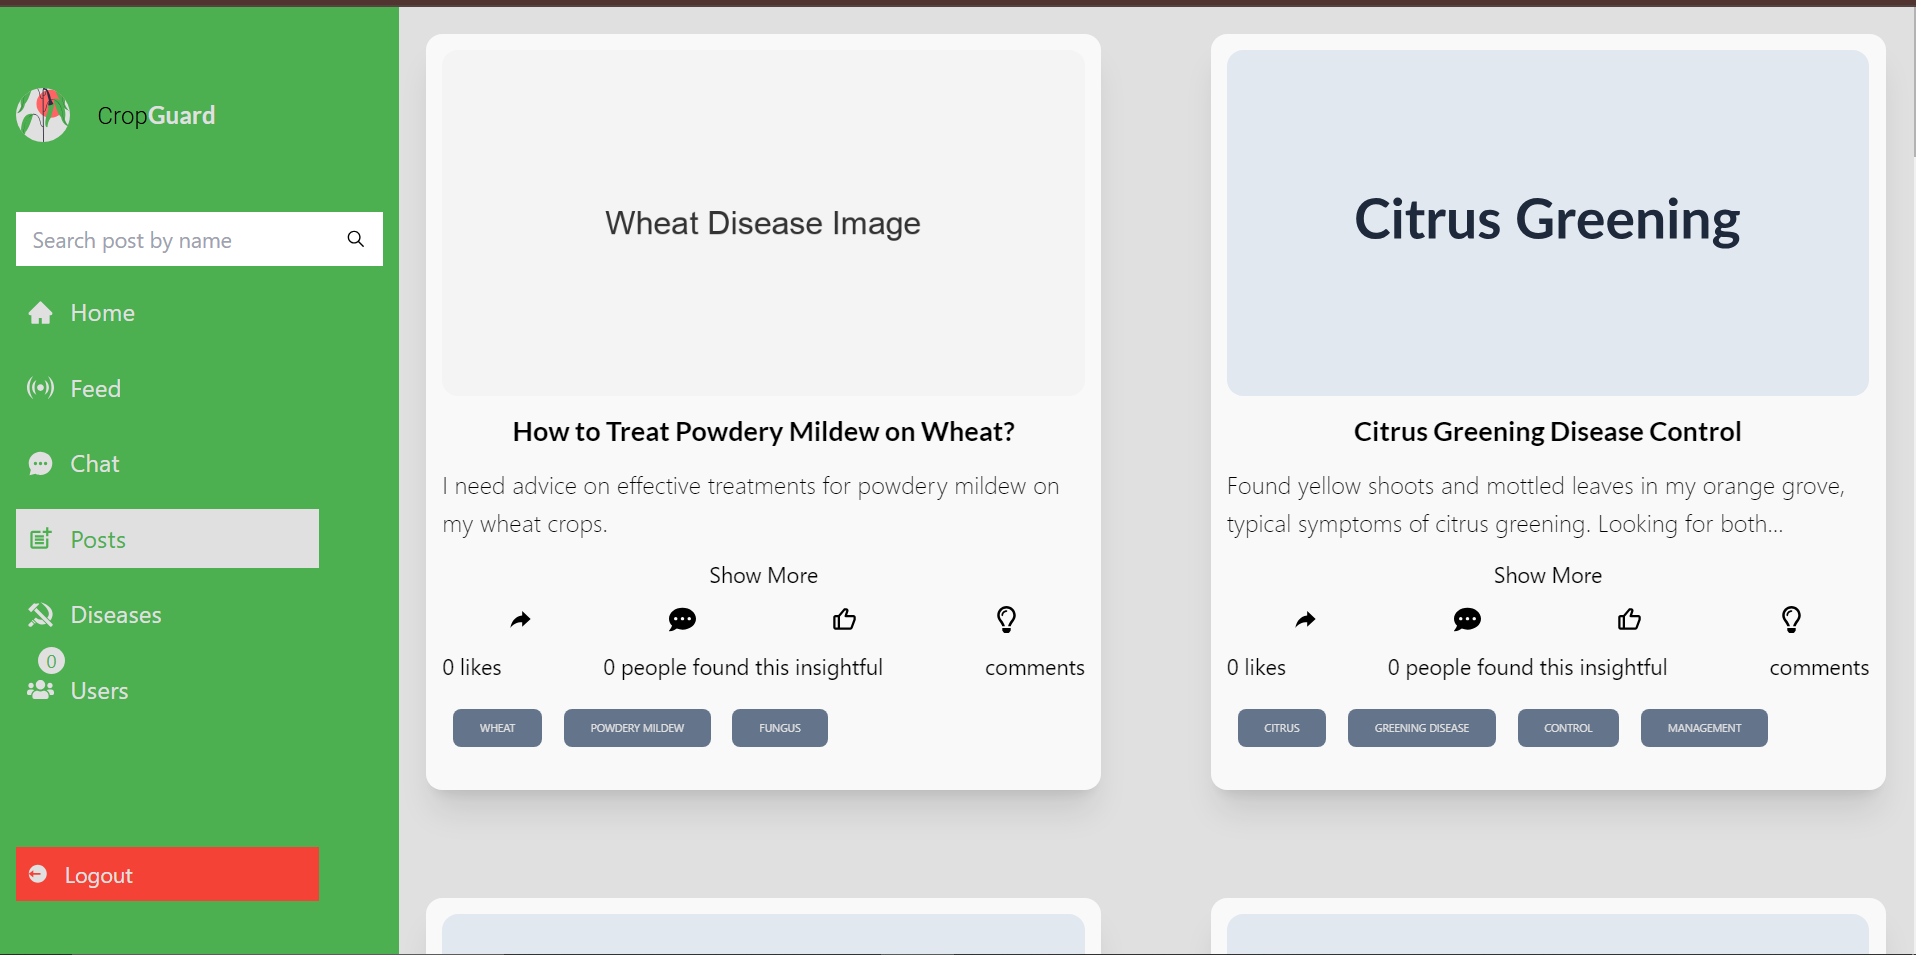 CropGuard
Search post by name
Home
Feed
Chat
Posts
Diseases
0
Users
Logout
Wheat Disease Image
How to Treat Powdery Mildew on Wheat?
I need advice on effective treatments for powdery mildew on
my wheat crops.
Show More
0 likes
0 people found this insightful
comments
WHEAT
POWDERY MILDEW
FUNGUS
Citrus Greening
Citrus Greening Disease Control
Found yellow shoots and mottled leaves in my orange grove,
typical symptoms of citrus greening. Looking for both...
Show More
0 likes
0 people found this insightful
comments
CITRUS
GREENING DISEASE
CONTROL
MANAGEMENT